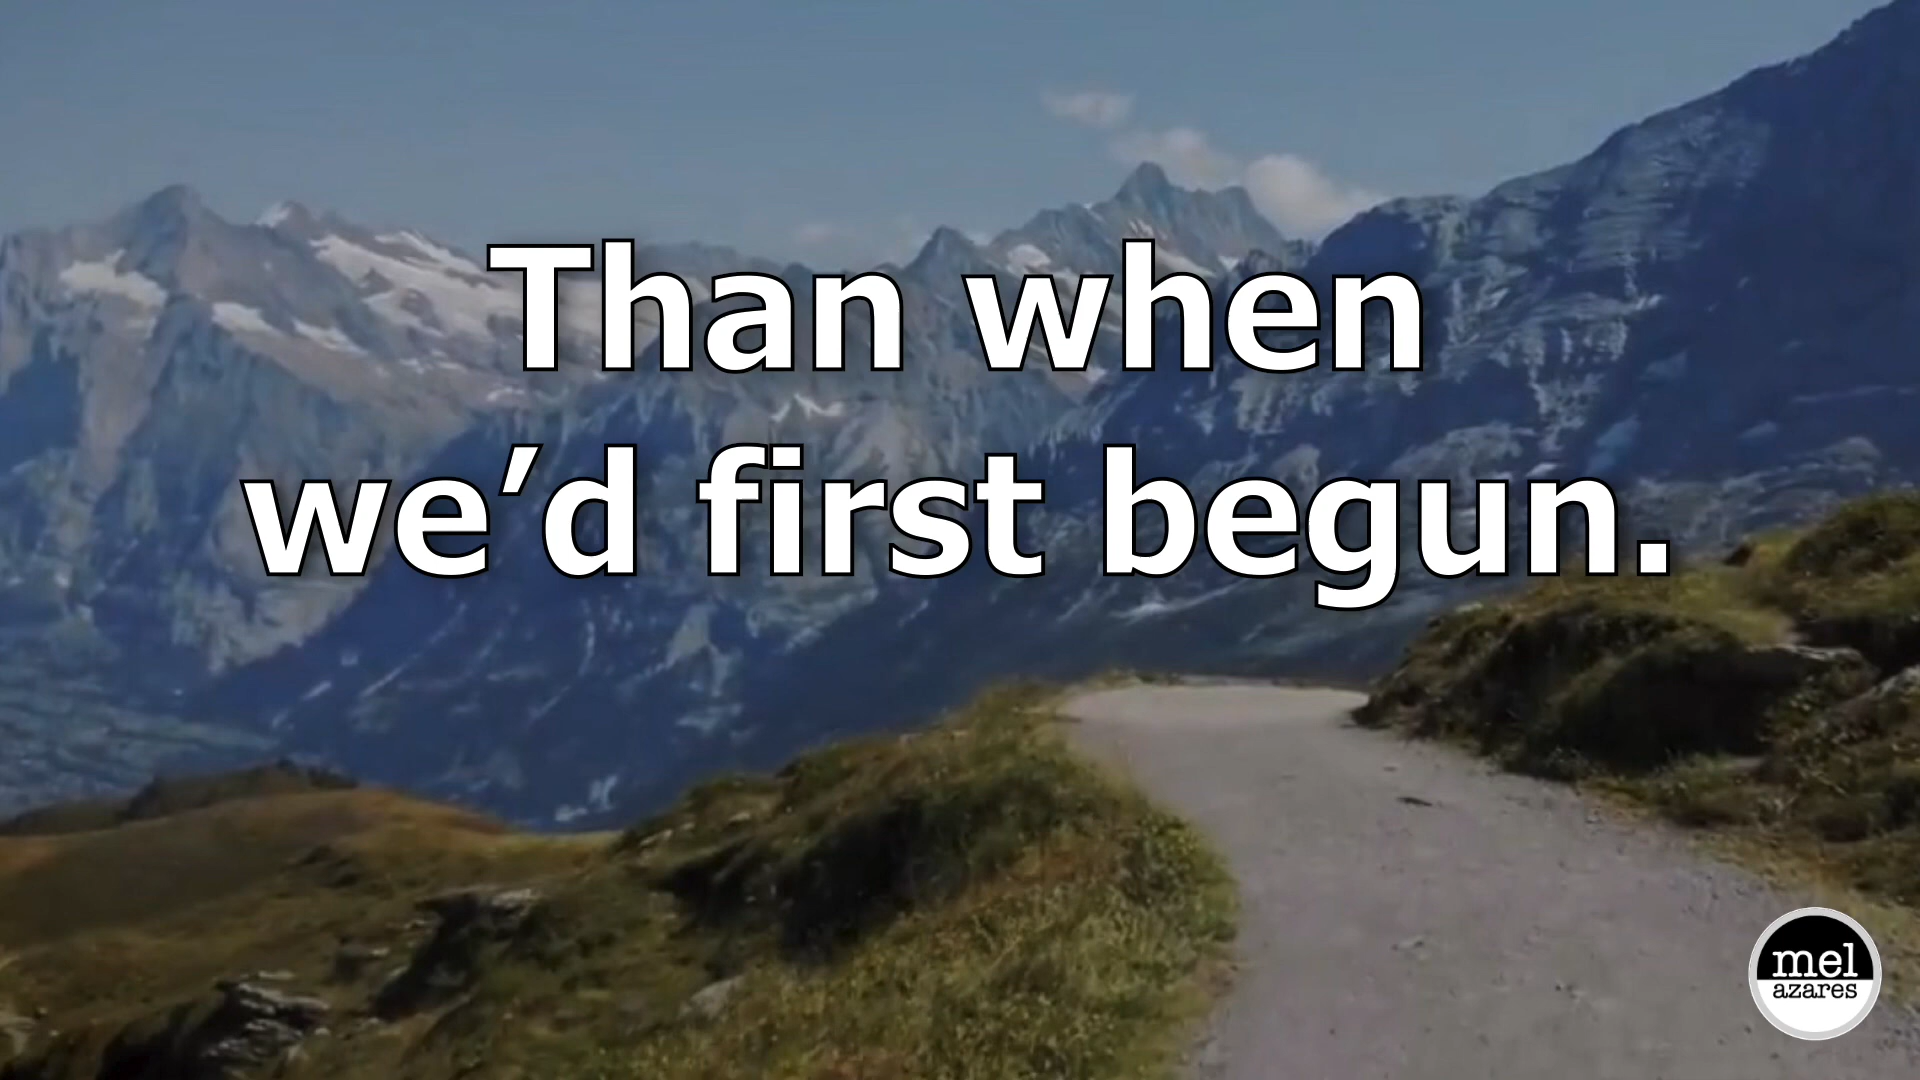 Than when
we’d first begun.
mel
azares